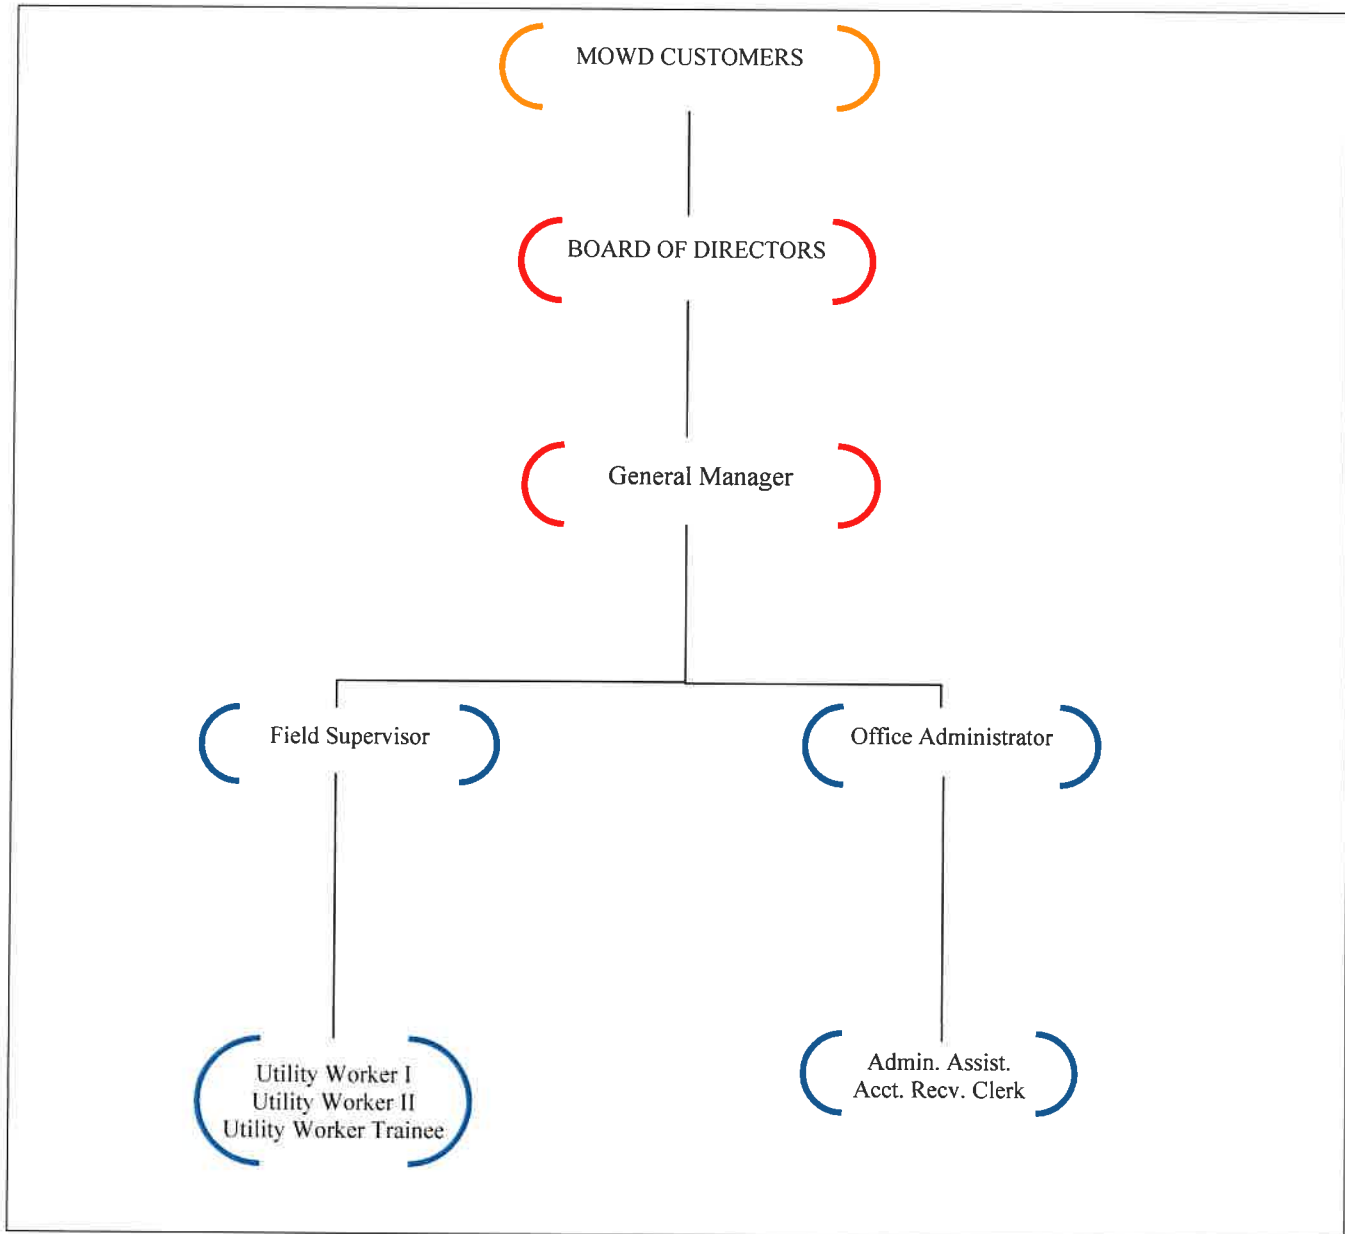 MOWD CUSTOMERS
BOARD OF DIRECTORS
General Manager
Field Supervisor
Office Administrator
Utility Worker I
Utility Worker II
Utility Worker Trainee
Admin. Assist.
Acct. Recv. Clerk